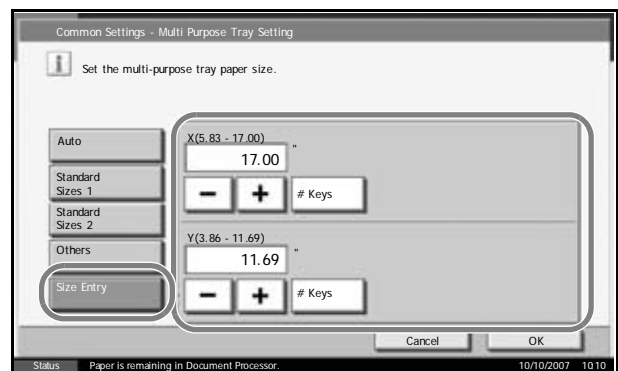 Common Settings - Multi Purpose Tray Setting
i Set the multi-purpose tray paper size.
Auto
Standard
Sizes 1
Standard
Sizes 2
Others
Size Entry
X(5.83 - 17.00)
17.00 "
- + # Keys
Y(3.86 - 11.69)
11.69 "
- + # Keys
Cancel OK
Status Paper is remaining in Document Processor. 10/10/2007 1010